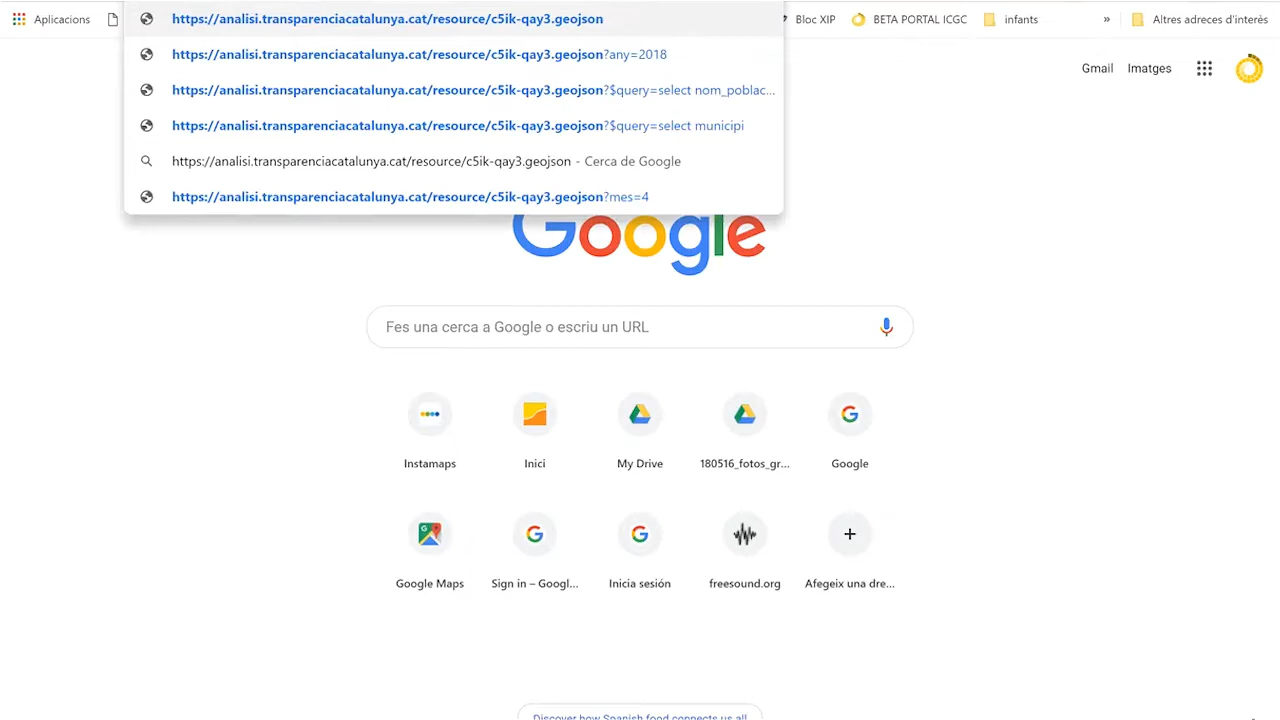 Aplicacions
https://analisi.transparenciacatalunya.cat/resource/c5ik-qay3.geojson
Bloc XIP
BETA PORTAL ICGC
infants
»
Altres adreces d'interès
https://analisi.transparenciacatalunya.cat/resource/c5ik-qay3.geojson?any=2018
https://analisi.transparenciacatalunya.cat/resource/c5ik-qay3.geojson?$query=select nom_poblac...
https://analisi.transparenciacatalunya.cat/resource/c5ik-qay3.geojson?$query=select municipi
https://analisi.transparenciacatalunya.cat/resource/c5ik-qay3.geojson - Cerca de Google
https://analisi.transparenciacatalunya.cat/resource/c5ik-qay3.geojson?mes=4
Gmail
Imatges
Google
Fes una cerca a Google o escriu un URL
Instamaps
Inici
My Drive
180516_fotos_gr...
Google
Google Maps
Sign in – Googl...
Inicia sesión
freesound.org
Afegeix una dre...
Discover how Spanish food connects us all